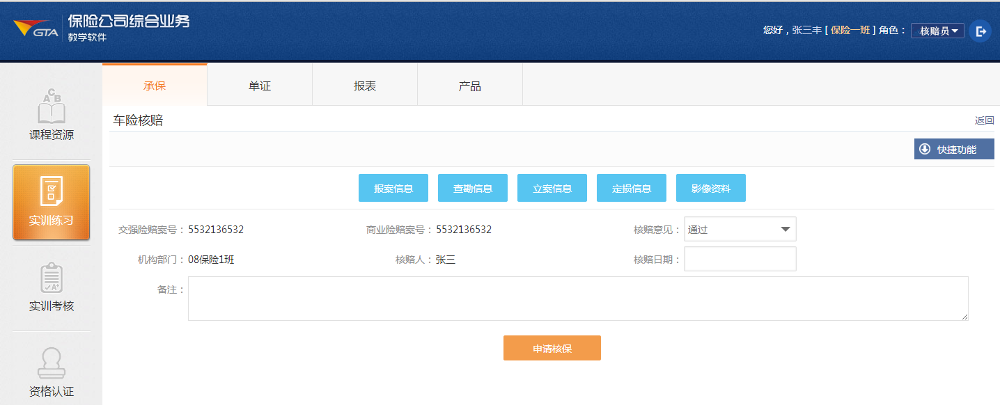 GTA
保险公司综合业务
教学软件
您好，张三丰 [ 保险一班 ] 角色： 核赔员
承保 单证 报表 产品
ABC
课程资源
实训练习
A+
实训考核
资格认证
车险核赔 返回
快捷功能
报案信息 查勘信息 立案信息 定损信息 影像资料
交强险赔案号： 5532136532 商业险赔案号： 5532136532 核赔意见： 通过
机构部门： 08保险1班 核赔人： 张三 核赔日期：
备注：
申请核保